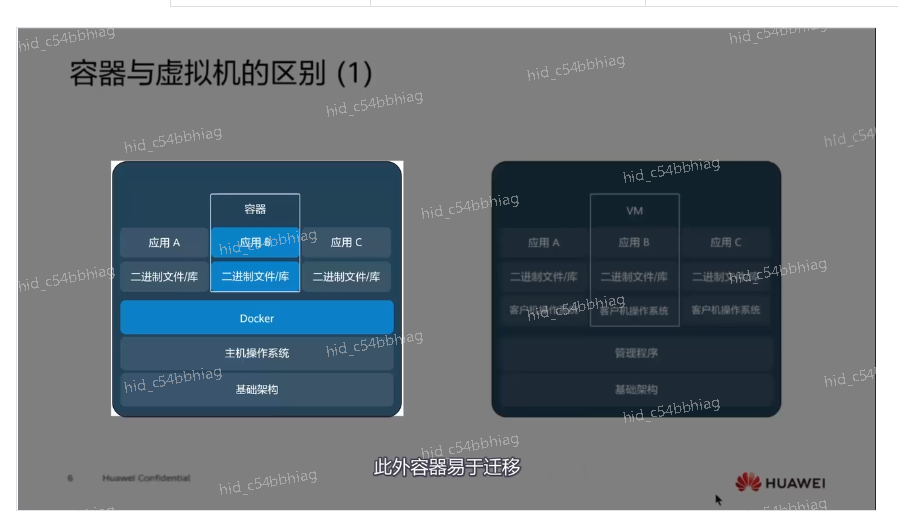 容器与虚拟机的区别 (1)
容器
应用 A
应用 B
应用 C
二进制文件/库
二进制文件/库
二进制文件/库
Docker
主机操作系统
基础架构
VM
应用 A
应用 B
应用 C
二进制文件/库
二进制文件/库
二进制文件/库
客户机操作系统
客户机操作系统
客户机操作系统
管理程序
基础架构
此外容器易于迁移
6
Huawei Confidential
HUAWEI
hid_c54bbhiag
hid_c54bbhiag
hid_c54bbhiag
hid_c54bbhiag
hid_c54bbhiag
hid_c54
hid_c54bbhiag
hid_c54bbhiag
hid_c54bbhiag
hid_c54bbhiag
hid_c54bbhiag
hid_c54bbhiag
hid_c54bbhiag
hid_c54bbhiag
hid_c54
hid_c54bbhiag
hid_c54bbhiag
hid_c54bbhiag